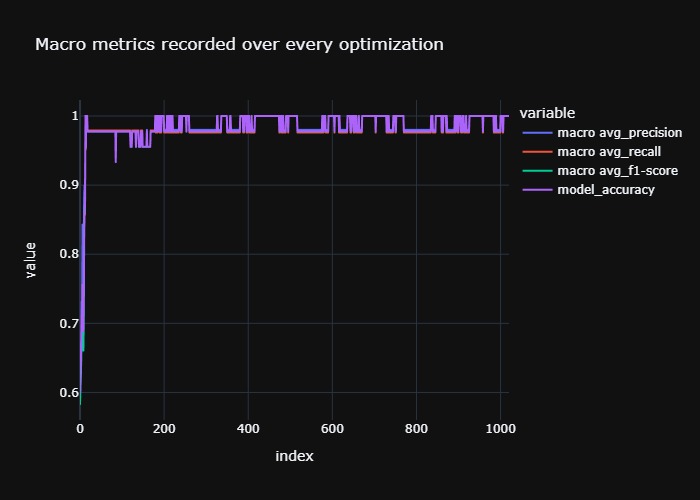 Macro metrics recorded over every optimization
variable
macro avg_precision
macro avg_recall
macro avg_f1-score
model_accuracy
1
0.9
0.8
0.7
0.6
value
0 200 400 600 800 1000
index